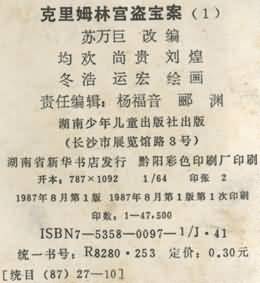 克里姆林宫盗宝案（1）
苏万巨 改编
均欢 尚贵 刘煌
冬浩 运宏 绘画
责任编辑：杨福音 郦渊
湖南少年儿童出版社出版
（长沙市展览馆路3号）
湖南省新华书店发行 黔阳彩色印刷厂印刷
开本：787×1092 1/64 印张 2
1987年8月第1版 1987年8月第1版第1次印刷
印数：1—47,500
ISBN7—5358—0097—1/J·41
统一书号：R8280·253 定价：0.30元
〔统目（87）27—10〕